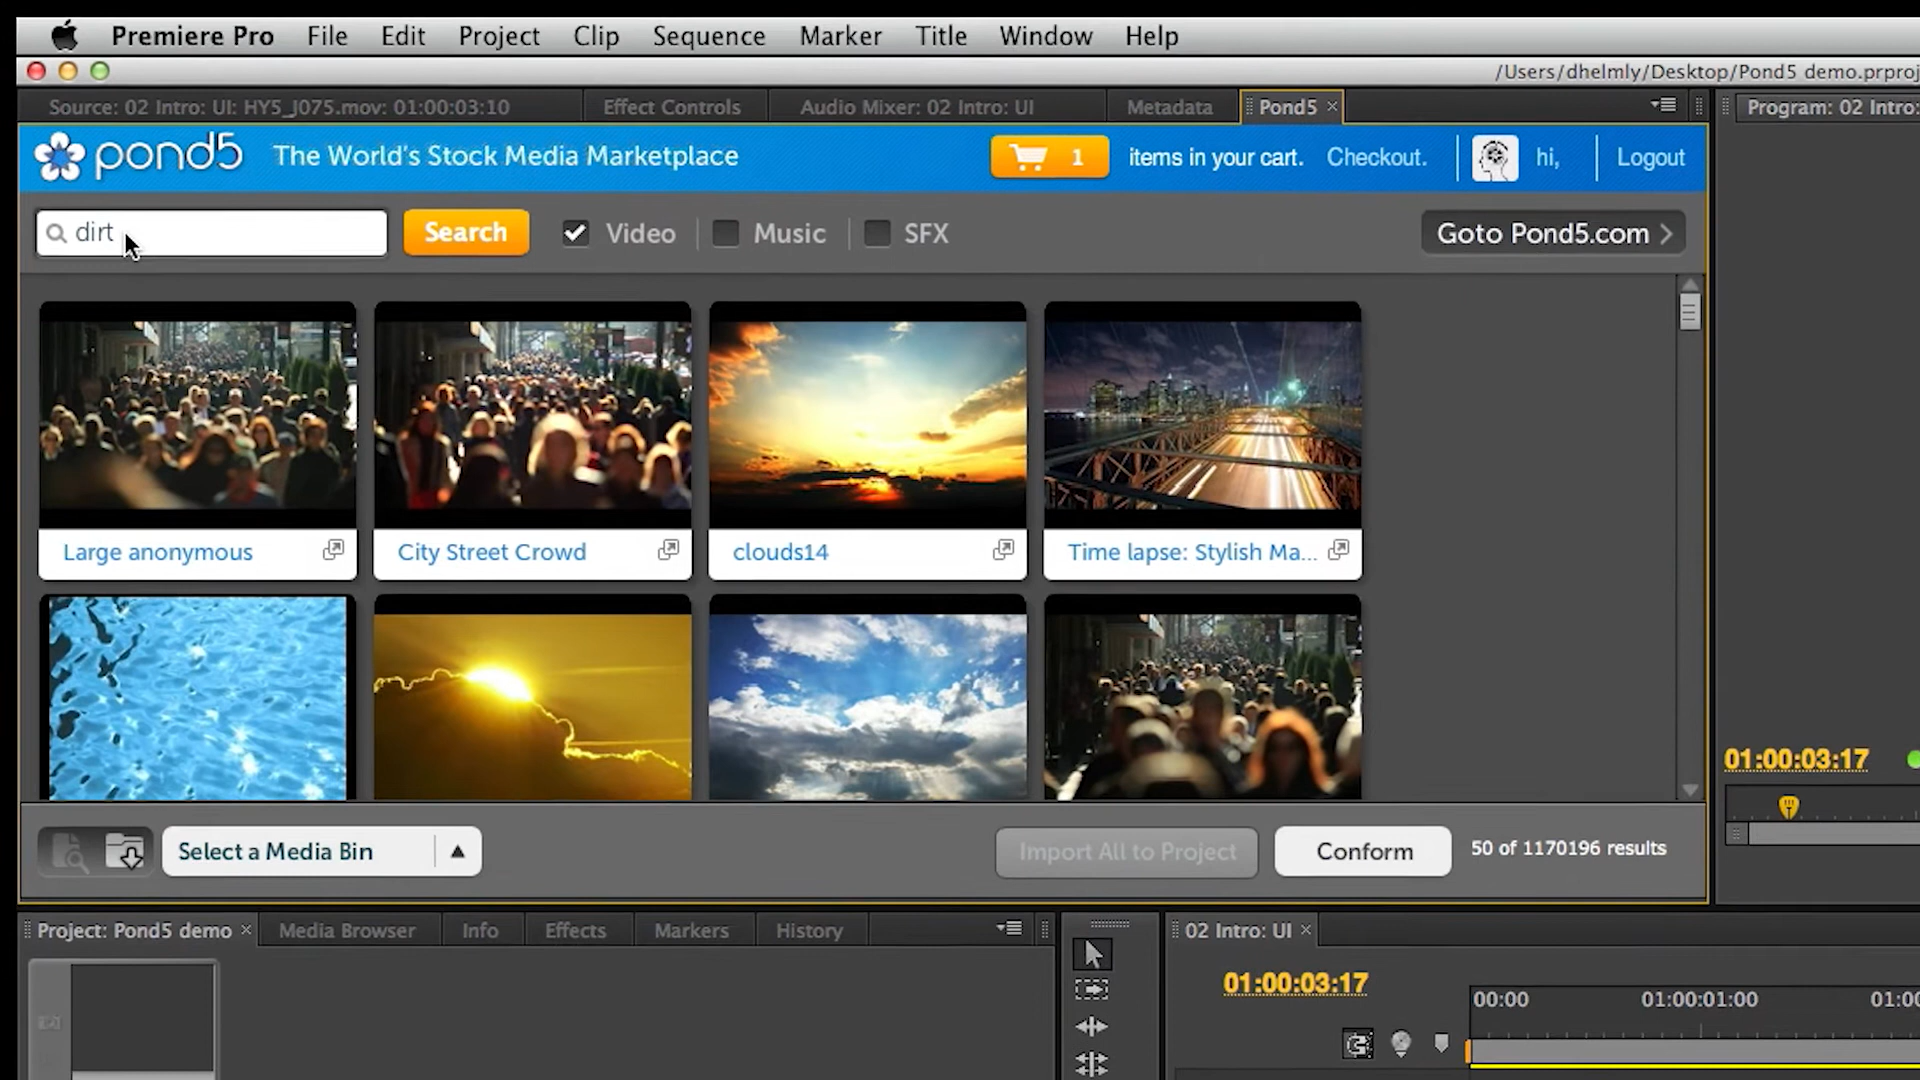 Premiere Pro File Edit Project Clip Sequence Marker Title Window Help
/Users/dhelmly/Desktop/Pond5 demo.prproj
Source: 02 Intro: UI: HY5_J075.mov: 01:00:03:10 Effect Controls Audio Mixer: 02 Intro: UI Metadata Pond5 Program: 02 Intro:
pond5 The World's Stock Media Marketplace 1 items in your cart. Checkout. hi, Logout
dirt Search Video Music SFX Goto Pond5.com
Large anonymous City Street Crowd clouds14 Time lapse: Stylish Ma...
01:00:03:17
Select a Media Bin Import All to Project Conform 50 of 1170196 results
Project: Pond5 demo Media Browser Info Effects Markers History 02 Intro: UI
01:00:03:17
00:00 01:00:01:00 01:00